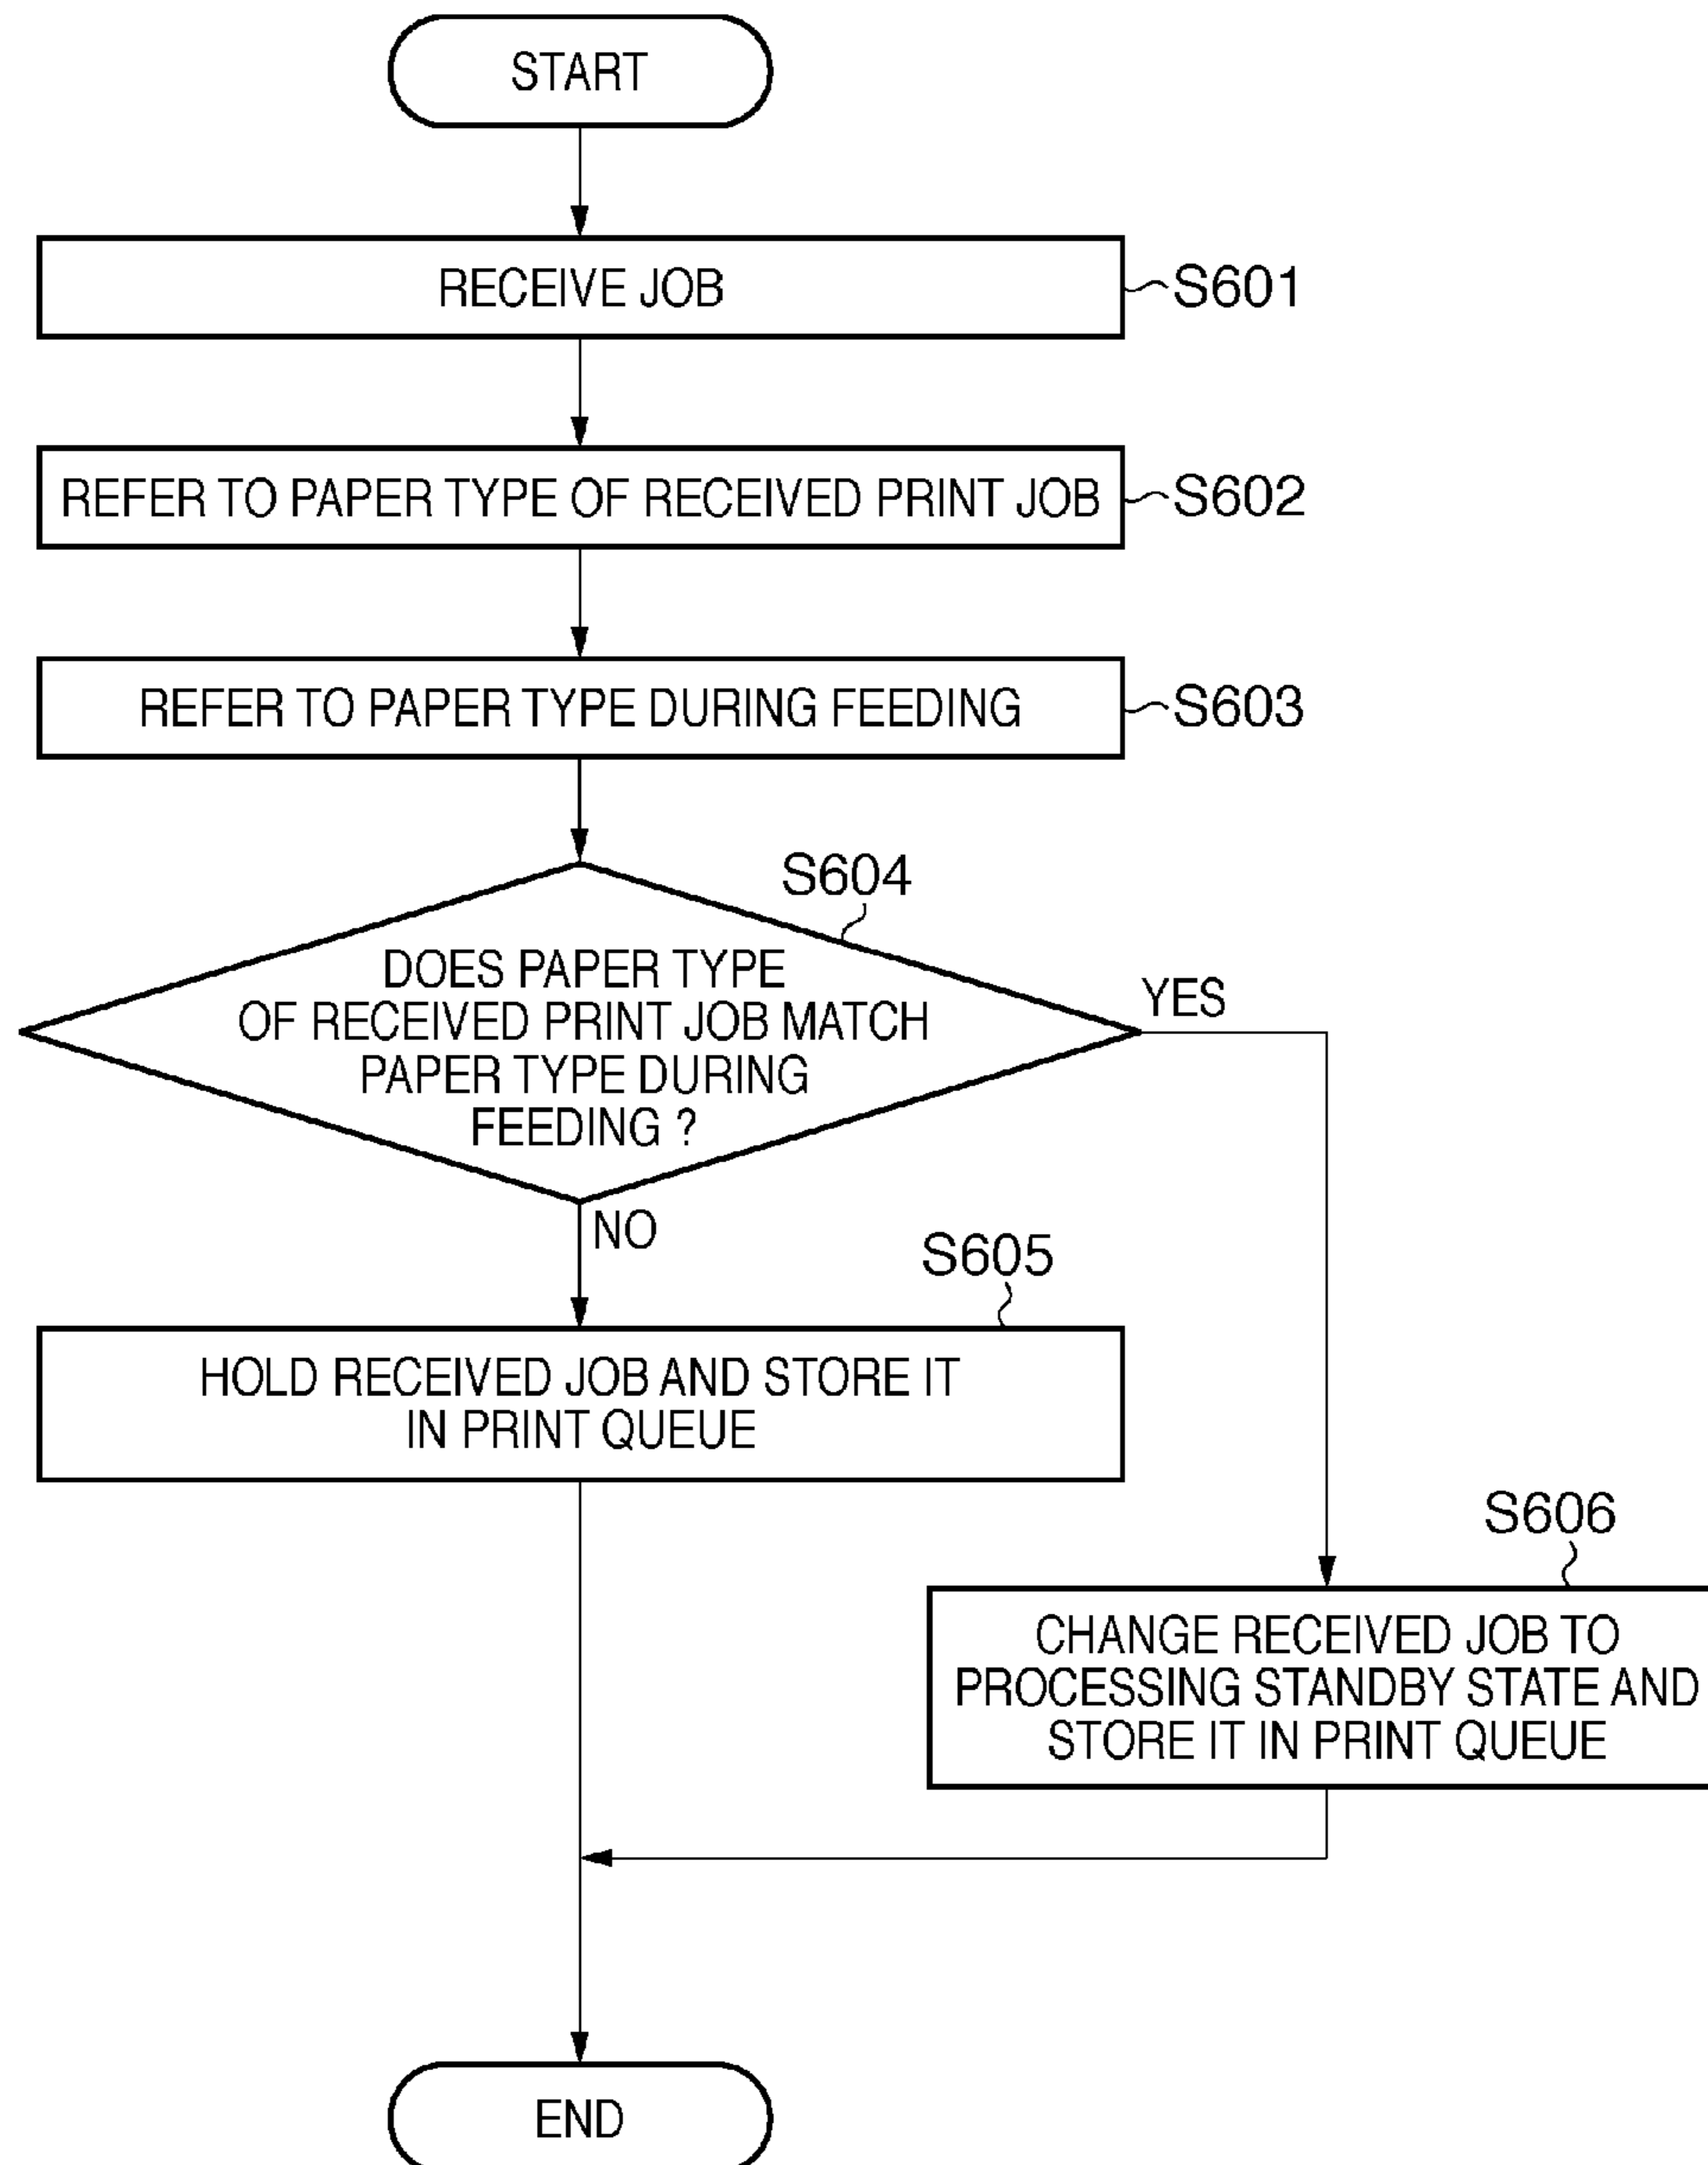 START
RECEIVE JOB
S601
REFER TO PAPER TYPE OF RECEIVED PRINT JOB
S602
REFER TO PAPER TYPE DURING FEEDING
S603
S604
DOES PAPER TYPE
OF RECEIVED PRINT JOB MATCH
PAPER TYPE DURING
FEEDING ?
YES
NO
S605
HOLD RECEIVED JOB AND STORE IT
IN PRINT QUEUE
S606
CHANGE RECEIVED JOB TO
PROCESSING STANDBY STATE AND
STORE IT IN PRINT QUEUE
END